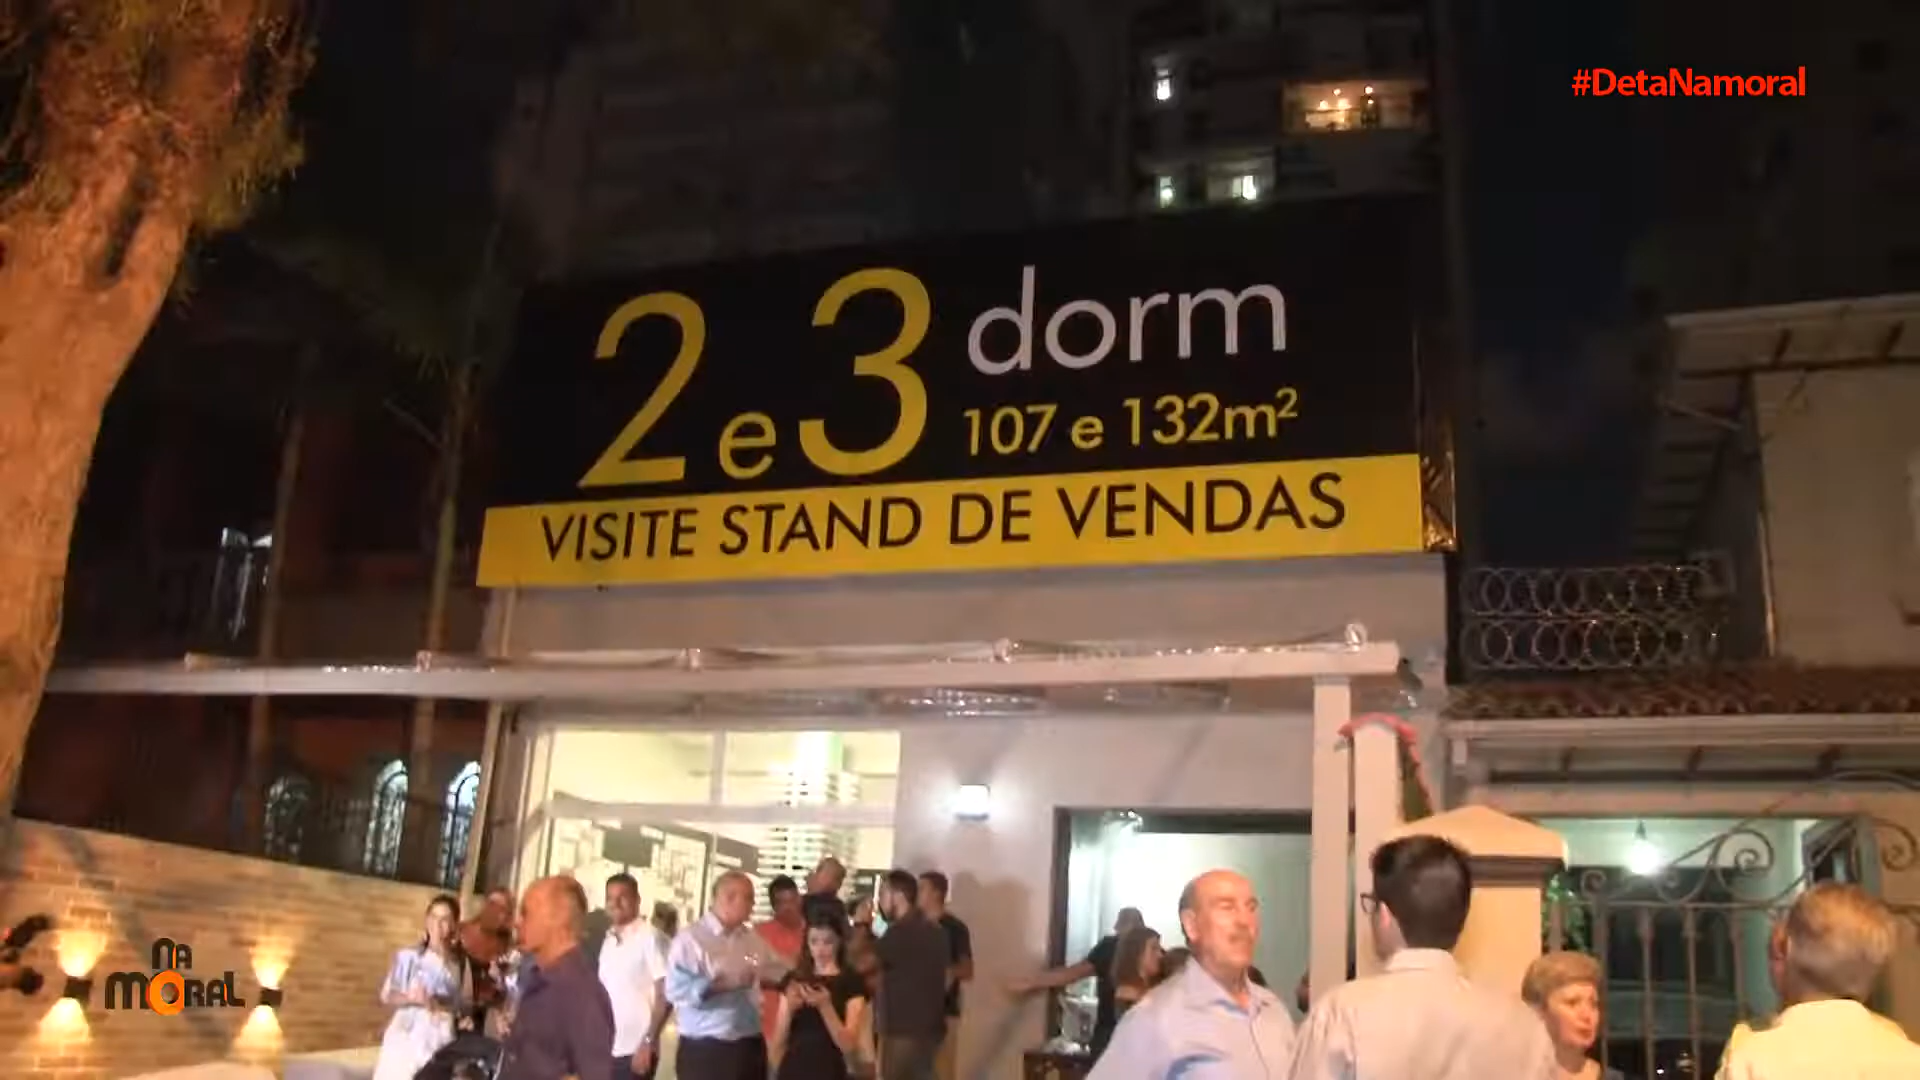 #DetaNamoral
2 e 3 dorm
107 e 132m²
VISITE STAND DE VENDAS
NA
MORAL